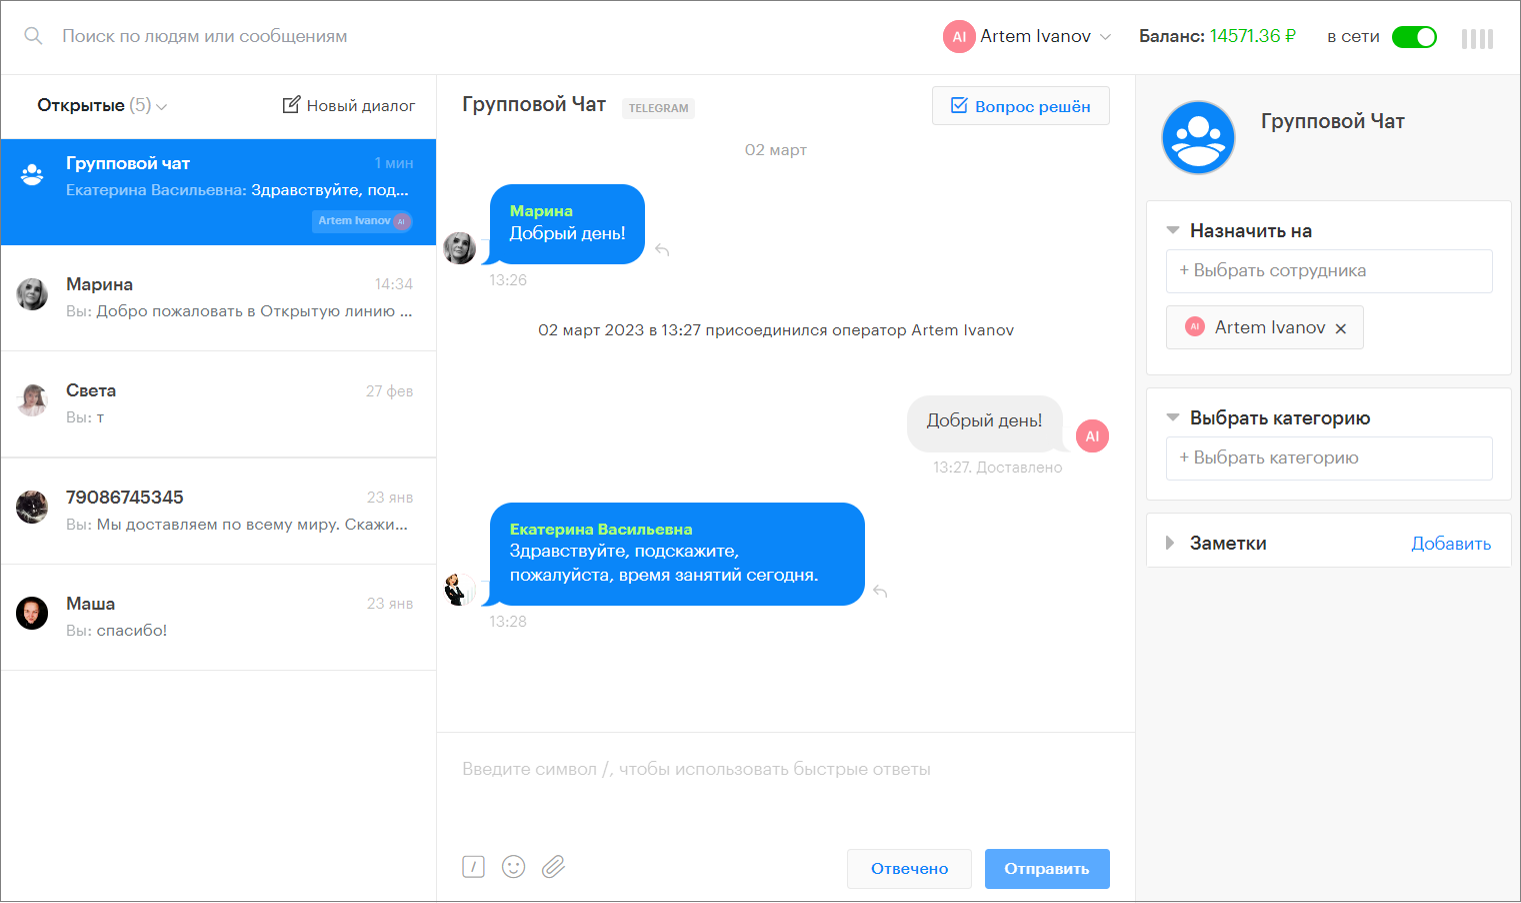 Поиск по людям или сообщениям
AI Artem Ivanov
Баланс: 14571.36 ₽
в сети
Открытые (5)
Новый диалог
Групповой чат
1 мин
Екатерина Васильевна: Здравствуйте, под...
Artem Ivanov AI
Марина
14:34
Вы: Добро пожаловать в Открытую линию ...
Света
27 фев
Вы: т
79086745345
23 янв
Вы: Мы доставляем по всему миру. Скажи...
Маша
23 янв
Вы: спасибо!
Групповой Чат
TELEGRAM
Вопрос решён
02 март
Марина
Добрый день!
13:26
02 март 2023 в 13:27 присоединился оператор Artem Ivanov
Добрый день!
AI
13:27. Доставлено
Екатерина Васильевна
Здравствуйте, подскажите,
пожалуйста, время занятий сегодня.
13:28
Введите символ /, чтобы использовать быстрые ответы
/
Отвечено
Отправить
Групповой Чат
Назначить на
+ Выбрать сотрудника
AI Artem Ivanov ×
Выбрать категорию
+ Выбрать категорию
Заметки
Добавить